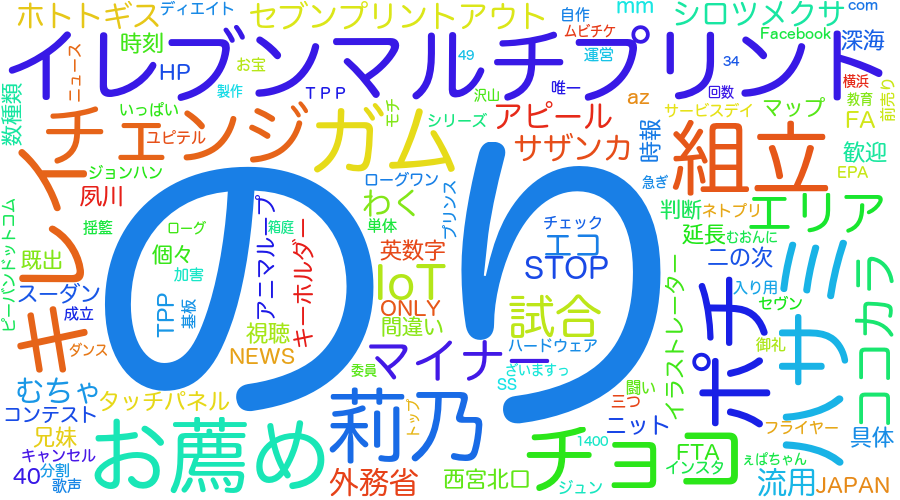 ホトトギス
ディエイト
セブンプリントアウト
自作
mm
シロツメクサ
com
ムビチケ
Facebook
イレブンマルチプリント
時刻
HP
お宝
49
運営
34
深海
ニュース
製作
TPP
沢山
唯一
回数
横浜
数種類
チェンジ
いっぱい
ユピテル
ガム
モチ
シリーズ
アピール
az
サービスデイ
マップ
教育
前売り
FA
サザンカ
時報
組立
歓迎
EPA
レイ
ジョンハン
夙川
のり
ローグワン
急ぎ
わく
プリンス
単体
判断
ネトプリ
エリア
揺籃
ローグ
箱庭
アニマループ
チェック
エコ
延長
むおんに
ピーバンドットコム
既出
個々
加害
英数字
STOP
二の次
ミ
スーダン
成立
TPP
基板
キーホルダー
IoT
ONLY
入り用
セヴン
ココカラ
キ
視聴
間違い
試合
イラストレーター
ポチ
ハサ
ダンス
NEWS
マイナー
ハードウェア
御礼
むちゃ
委員
ざいますっ
SS
闘い
タッチパネル
莉乃
トップ
三つ
コンテスト
ニット
フライヤー
兄妹
お薦め
チョコ
1400
FTA
具体
キャンセル
ぇばちゃん
インスタ
40
分割
歌声
外務省
西宮北口
ジュン
流用
JAPAN